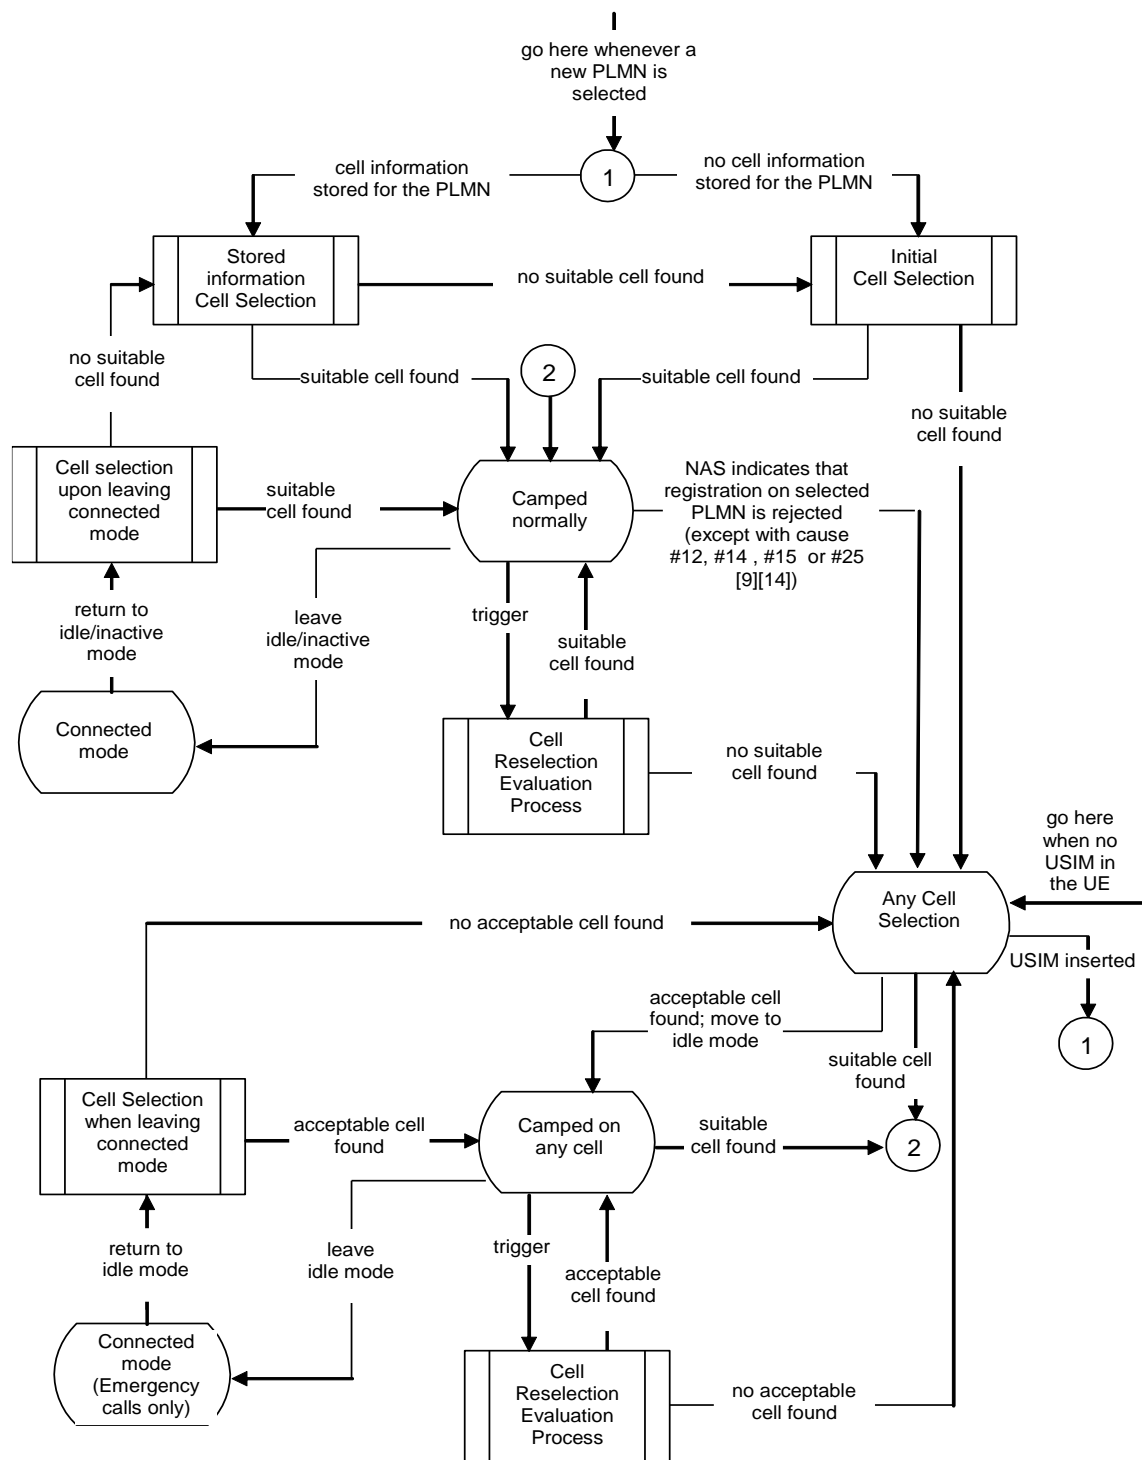 go here whenever a
new PLMN is
selected
cell information
stored for the PLMN
1
no cell information
stored for the PLMN
Stored
information
Cell Selection
no suitable cell found
Initial
Cell Selection
no suitable
cell found
suitable cell found
2
suitable cell found
no suitable
cell found
Cell selection
upon leaving
connected
mode
suitable
cell found
Camped
normally
NAS indicates that
registration on selected
PLMN is rejected
(except with cause
#12, #14 , #15 or #25
[9][14])
return to
idle/inactive
mode
leave
idle/inactive
mode
trigger
suitable
cell found
Connected
mode
Cell
Reselection
Evaluation
Process
no suitable
cell found
go here
when no
USIM in
the UE
Any Cell
Selection
no acceptable cell found
USIM inserted
acceptable cell
found; move to
idle mode
1
suitable cell
found
Cell Selection
when leaving
connected
mode
acceptable cell
found
Camped on
any cell
suitable
cell found
2
return to
idle mode
leave
idle mode
trigger
acceptable
cell found
Connected
mode
(Emergency
calls only)
Cell
Reselection
Evaluation
Process
no acceptable
cell found